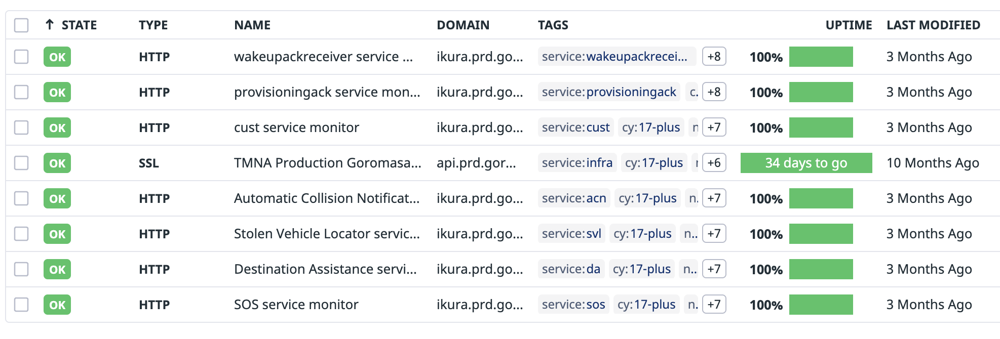 ↑ STATE TYPE NAME DOMAIN TAGS UPTIME LAST MODIFIED
OK HTTP wakeupackreceiver service ... ikura.prd.go... service:wakeupackrecei... +8 100% 3 Months Ago
OK HTTP provisioningack service mon... ikura.prd.go... service:provisioningack c. +8 100% 3 Months Ago
OK HTTP cust service monitor ikura.prd.go... service:cust cy:17-plus n +7 100% 3 Months Ago
OK SSL TMNA Production Goromasa... api.prd.gor... service:infra cy:17-plus +6 34 days to go 10 Months Ago
OK HTTP Automatic Collision Notificat... ikura.prd.go... service:acn cy:17-plus n. +7 100% 3 Months Ago
OK HTTP Stolen Vehicle Locator servic... ikura.prd.go... service:svl cy:17-plus n.. +7 100% 3 Months Ago
OK HTTP Destination Assistance servi... ikura.prd.go... service:da cy:17-plus n.. +7 100% 3 Months Ago
OK HTTP SOS service monitor ikura.prd.go... service:sos cy:17-plus n. +7 100% 3 Months Ago